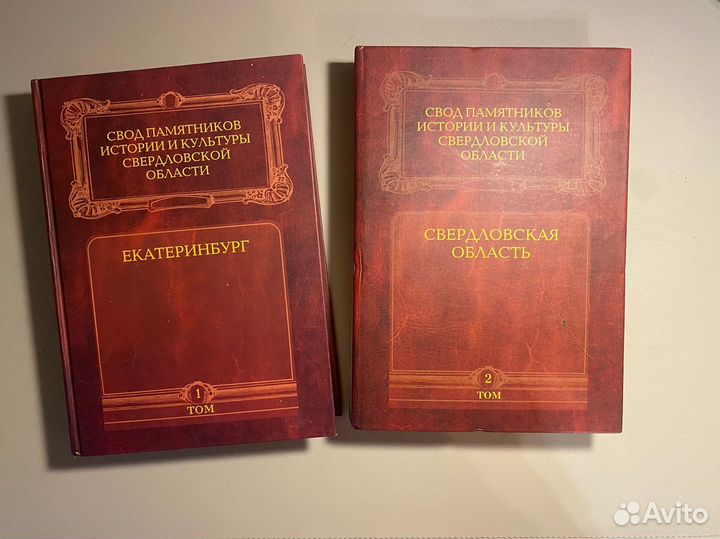 СВОД ПАМЯТНИКОВ
ИСТОРИИ И КУЛЬТУРЫ
СВЕРДЛОВСКОЙ
ОБЛАСТИ
ЕКАТЕРИНБУРГ
1
ТОМ
СВОД ПАМЯТНИКОВ
ИСТОРИИ И КУЛЬТУРЫ
СВЕРДЛОВСКОЙ
ОБЛАСТИ
СВЕРДЛОВСКАЯ
ОБЛАСТЬ
2
ТОМ
Avito